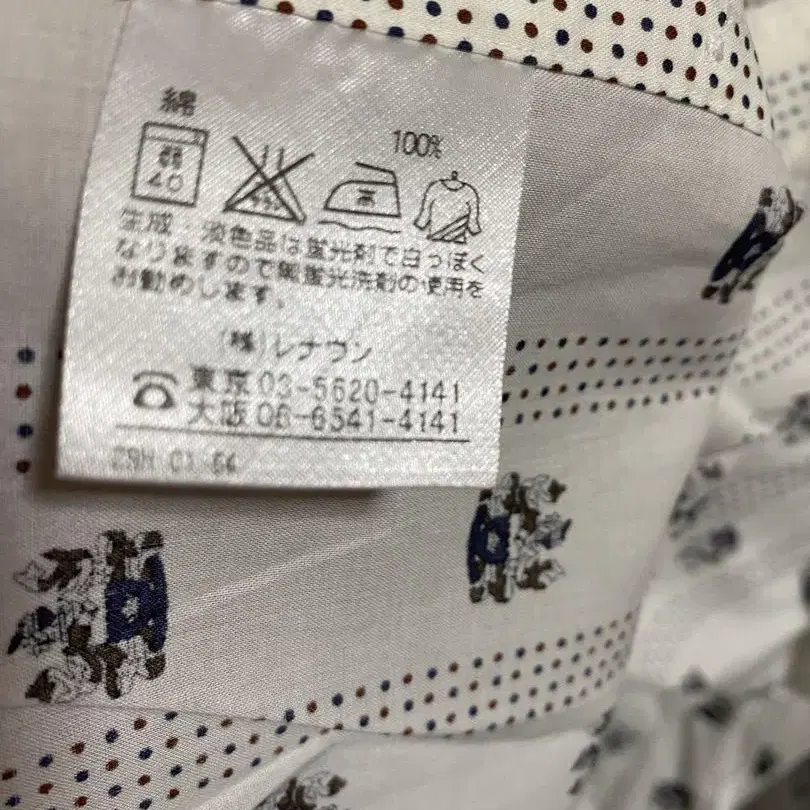 綿
100%
40
生成・淡色品は蛍光剤で白っぽく
なりますので無蛍光洗剤の使用を
お勧めします。
(株)レナウン
東京03-5620-4141
大阪06-6541-4141